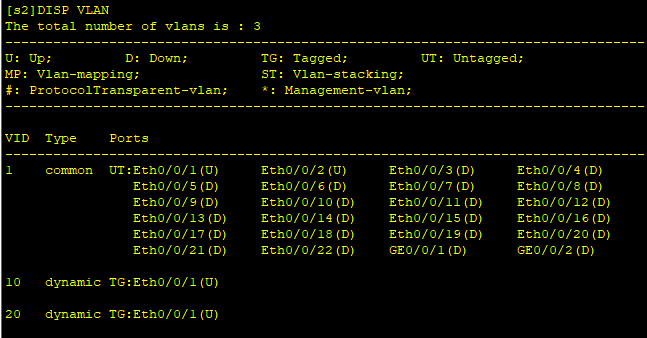 [s2]DISP VLAN
The total number of vlans is : 3
--------------------------------------------------------------------------------
U: Up;         D: Down;         TG: Tagged;         UT: Untagged;
MP: Vlan-mapping;               ST: Vlan-stacking;
#: ProtocolTransparent-vlan;    *: Management-vlan;
--------------------------------------------------------------------------------
VID  Type    Ports
--------------------------------------------------------------------------------
1    common  UT:Eth0/0/1(U)     Eth0/0/2(U)     Eth0/0/3(D)     Eth0/0/4(D)
                Eth0/0/5(D)     Eth0/0/6(D)     Eth0/0/7(D)     Eth0/0/8(D)
                Eth0/0/9(D)     Eth0/0/10(D)    Eth0/0/11(D)    Eth0/0/12(D)
                Eth0/0/13(D)    Eth0/0/14(D)    Eth0/0/15(D)    Eth0/0/16(D)
                Eth0/0/17(D)    Eth0/0/18(D)    Eth0/0/19(D)    Eth0/0/20(D)
                Eth0/0/21(D)    Eth0/0/22(D)    GE0/0/1(D)      GE0/0/2(D)
10   dynamic TG:Eth0/0/1(U)
20   dynamic TG:Eth0/0/1(U)